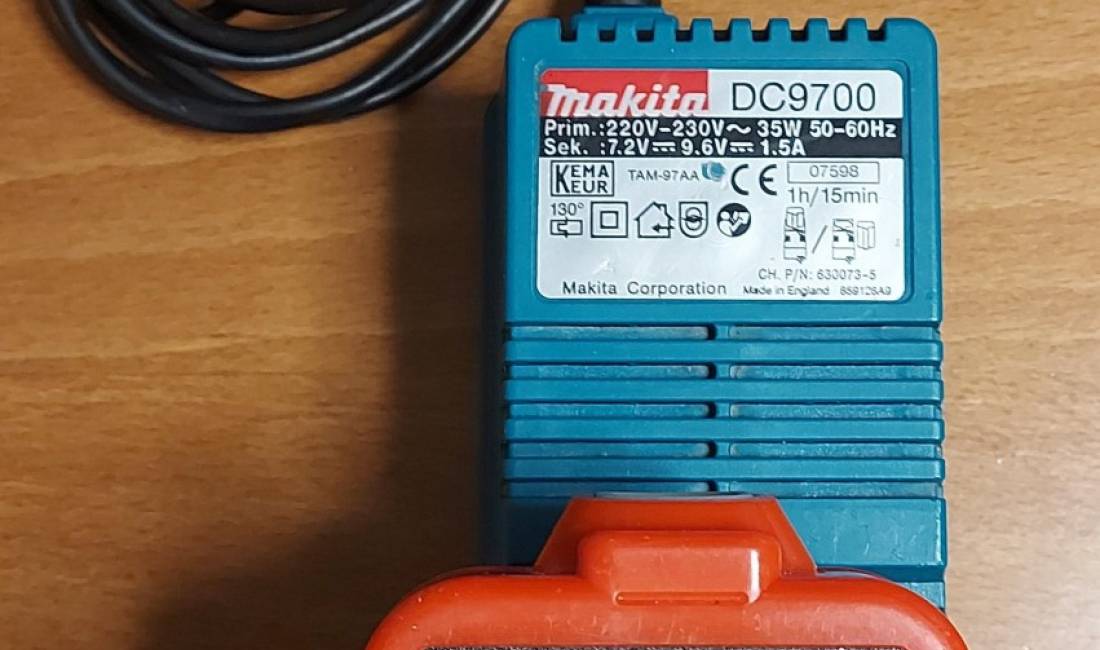 Makita DC9700
Prim.:220V-230V~ 35W 50-60Hz
Sek. :7.2V⎓ 9.6V⎓ 1.5A
KEMA
KEUR
TAM-97AA
CE
07598
1h/15min
130°
CH. P/N: 630073-5
Makita Corporation Made in England 859126A9